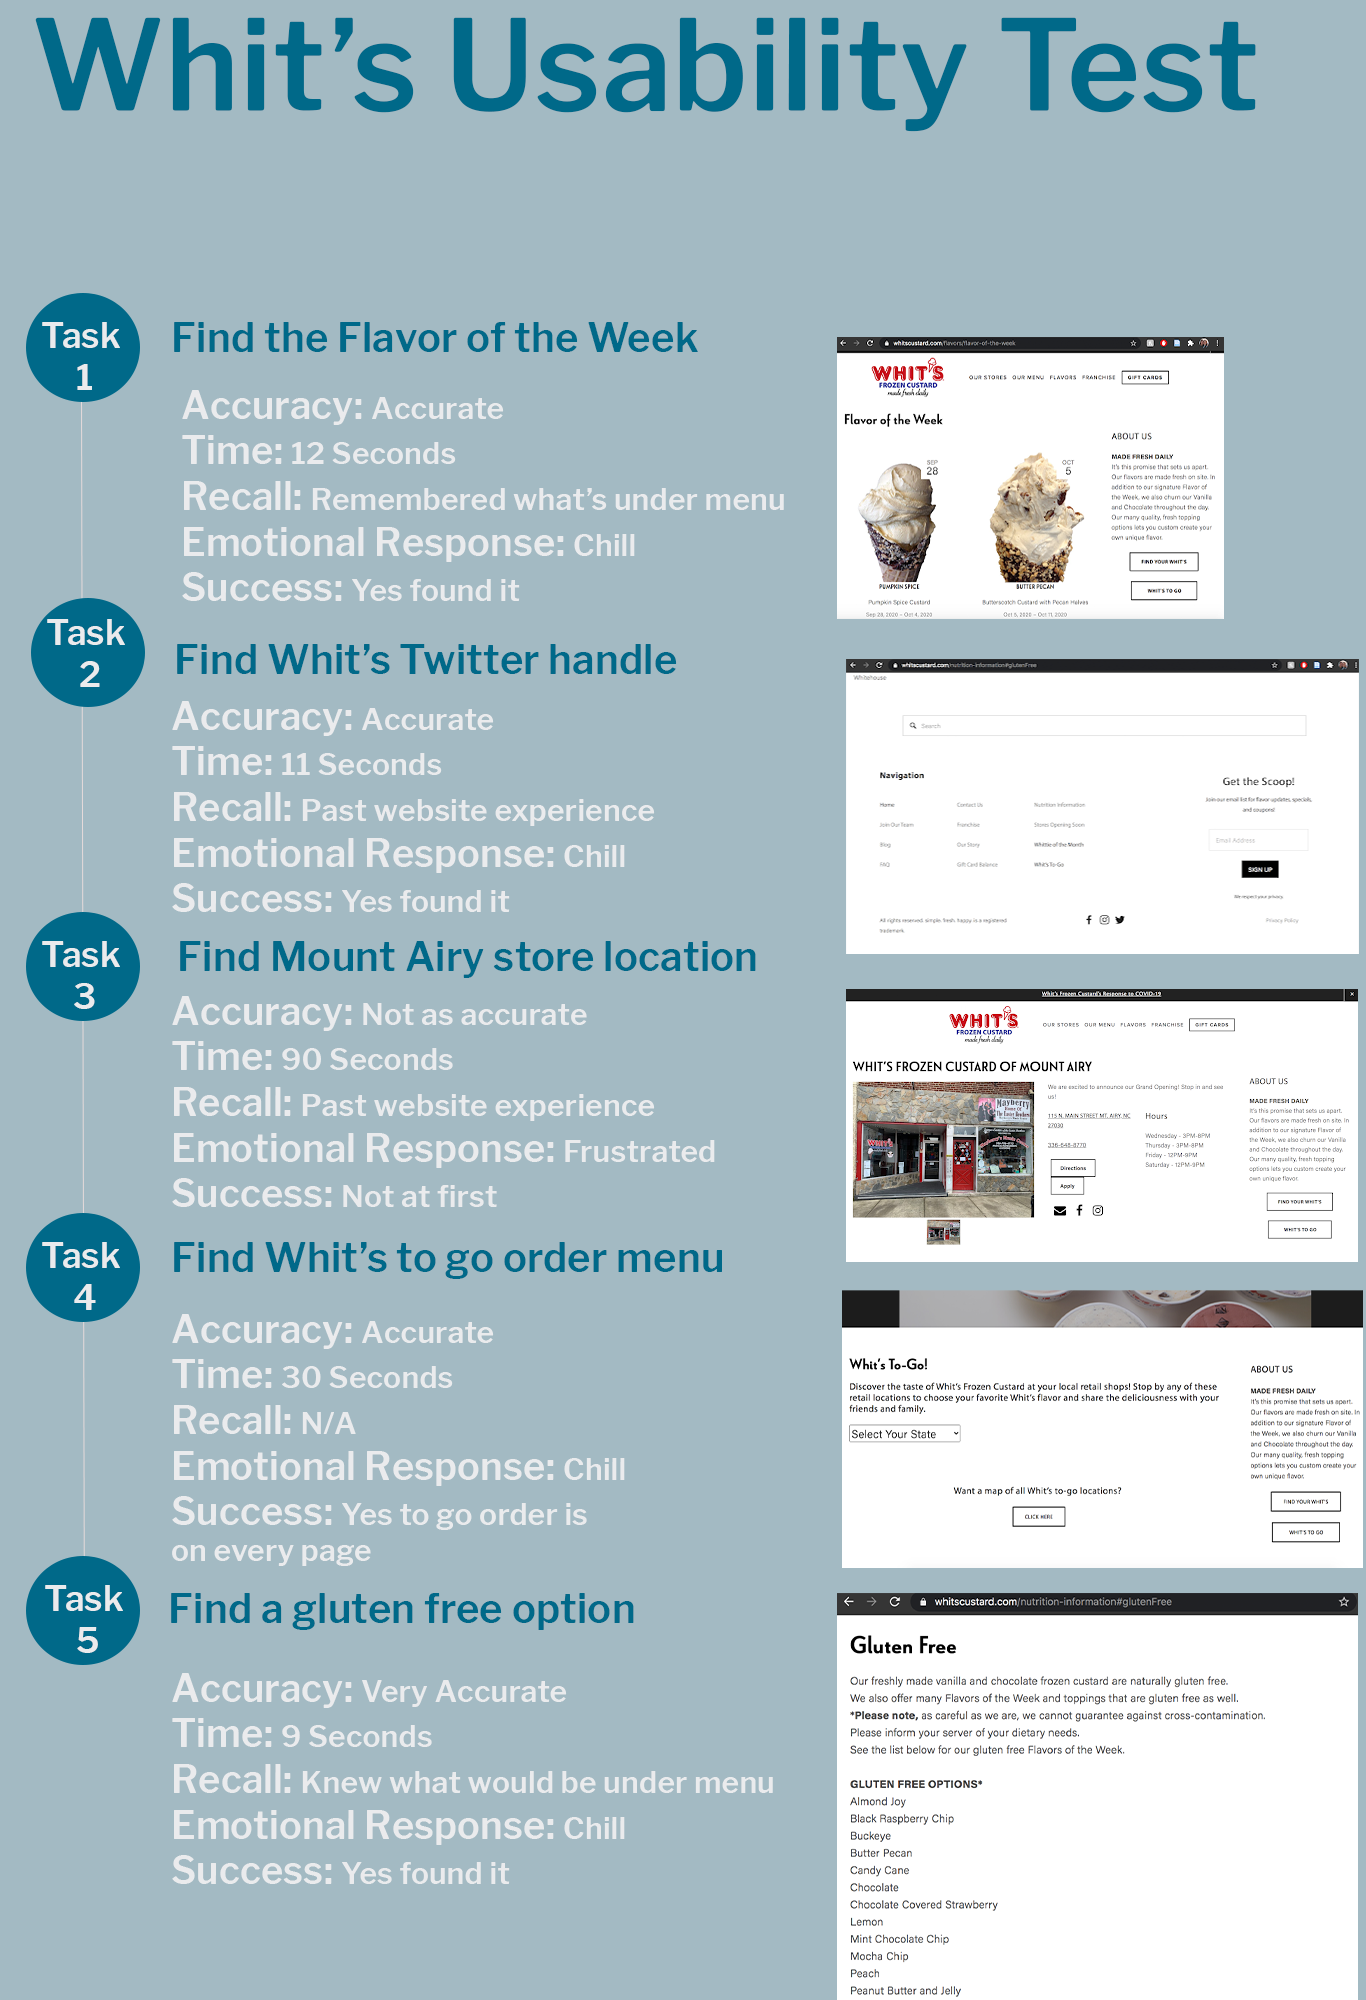 Whit’s Usability Test
Task
1
Find the Flavor of the Week
Accuracy: Accurate
Time: 12 Seconds
Recall: Remembered what’s under menu
Emotional Response: Chill
Success: Yes found it
whitscustard.com/flavors/flavor-of-the-week
WHIT'S
FROZEN CUSTARD
made fresh daily
OUR STORES OUR MENU FLAVORS FRANCHISE GIFT CARDS
Flavor of the Week
SEP
28
PUMPKIN SPICE
Pumpkin Spice Custard
Sep 28, 2020 – Oct 4, 2020
OCT
5
BUTTER PECAN
Butterscotch Custard with Pecan Halves
Oct 5, 2020 – Oct 11, 2020
ABOUT US
MADE FRESH DAILY
It's this promise that sets us apart.
Our flavors are made fresh on site. In
addition to our signature Flavor of
the Week, we also churn our Vanilla
and Chocolate throughout the day.
Our many quality, fresh topping
options lets you custom create your
own unique flavor.
FIND YOUR WHIT'S
WHIT'S TO GO
Task
2
Find Whit’s Twitter handle
Accuracy: Accurate
Time: 11 Seconds
Recall: Past website experience
Emotional Response: Chill
Success: Yes found it
whitscustard.com/nutrition-information#glutenFree
Whitehouse
Search
Navigation
Home
Contact Us
Nutrition Information
Join Our Team
Franchise
Stores Opening Soon
Blog
Our Story
Whittie of the Month
FAQ
Gift Card Balance
Whit's To-Go
Get the Scoop!
Join our email list for flavor updates, specials,
and coupons!
Email Address
SIGN UP
We respect your privacy.
All rights reserved. simple. fresh. happy is a registered
trademark.
Privacy Policy
Task
3
Find Mount Airy store location
Accuracy: Not as accurate
Time: 90 Seconds
Recall: Past website experience
Emotional Response: Frustrated
Success: Not at first
Whit's Frozen Custard's Response to COVID-19
WHIT'S
FROZEN CUSTARD
made fresh daily
OUR STORES OUR MENU FLAVORS FRANCHISE GIFT CARDS
WHIT'S FROZEN CUSTARD OF MOUNT AIRY
Mayberry
WHIT'S
We are excited to announce our Grand Opening! Stop in and see
us!
115 N. MAIN STREET MT. AIRY, NC
27030
336-648-8770
Directions
Apply
Hours
Wednesday - 3PM-8PM
Thursday - 3PM-8PM
Friday - 12PM-9PM
Saturday - 12PM-9PM
ABOUT US
MADE FRESH DAILY
It's this promise that sets us apart.
Our flavors are made fresh on site. In
addition to our signature Flavor of
the Week, we also churn our Vanilla
and Chocolate throughout the day.
Our many quality, fresh topping
options lets you custom create your
own unique flavor.
FIND YOUR WHIT'S
WHIT'S TO GO
Task
4
Find Whit’s to go order menu
Accuracy: Accurate
Time: 30 Seconds
Recall: N/A
Emotional Response: Chill
Success: Yes to go order is
on every page
Whit's To-Go!
Discover the taste of Whit's Frozen Custard at your local retail shops! Stop by any of these
retail locations to choose your favorite Whit's flavor and share the deliciousness with your
friends and family.
Select Your State
Want a map of all Whit's to-go locations?
CLICK HERE
ABOUT US
MADE FRESH DAILY
It's this promise that sets us apart.
Our flavors are made fresh on site. In
addition to our signature Flavor of
the Week, we also churn our Vanilla
and Chocolate throughout the day.
Our many quality, fresh topping
options lets you custom create your
own unique flavor.
FIND YOUR WHIT'S
WHIT'S TO GO
Task
5
Find a gluten free option
Accuracy: Very Accurate
Time: 9 Seconds
Recall: Knew what would be under menu
Emotional Response: Chill
Success: Yes found it
whitscustard.com/nutrition-information#glutenFree
Gluten Free
Our freshly made vanilla and chocolate frozen custard are naturally gluten free.
We also offer many Flavors of the Week and toppings that are gluten free as well.
*Please note, as careful as we are, we cannot guarantee against cross-contamination.
Please inform your server of your dietary needs.
See the list below for our gluten free Flavors of the Week.
GLUTEN FREE OPTIONS*
Almond Joy
Black Raspberry Chip
Buckeye
Butter Pecan
Candy Cane
Chocolate
Chocolate Covered Strawberry
Lemon
Mint Chocolate Chip
Mocha Chip
Peach
Peanut Butter and Jelly